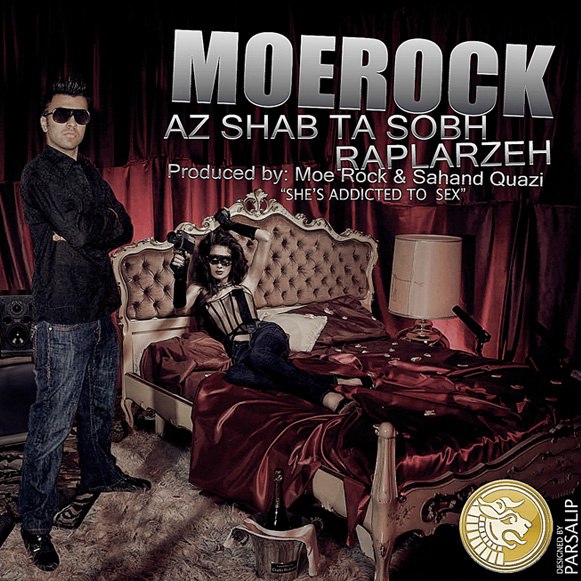 MOEROCK
AZ SHAB TA SOBH
RAPLARZEH
Produced by: Moe Rock & Sahand Quazi
"SHE'S ADDICTED TO SEX"
DESIGNED BY
PARSALIP